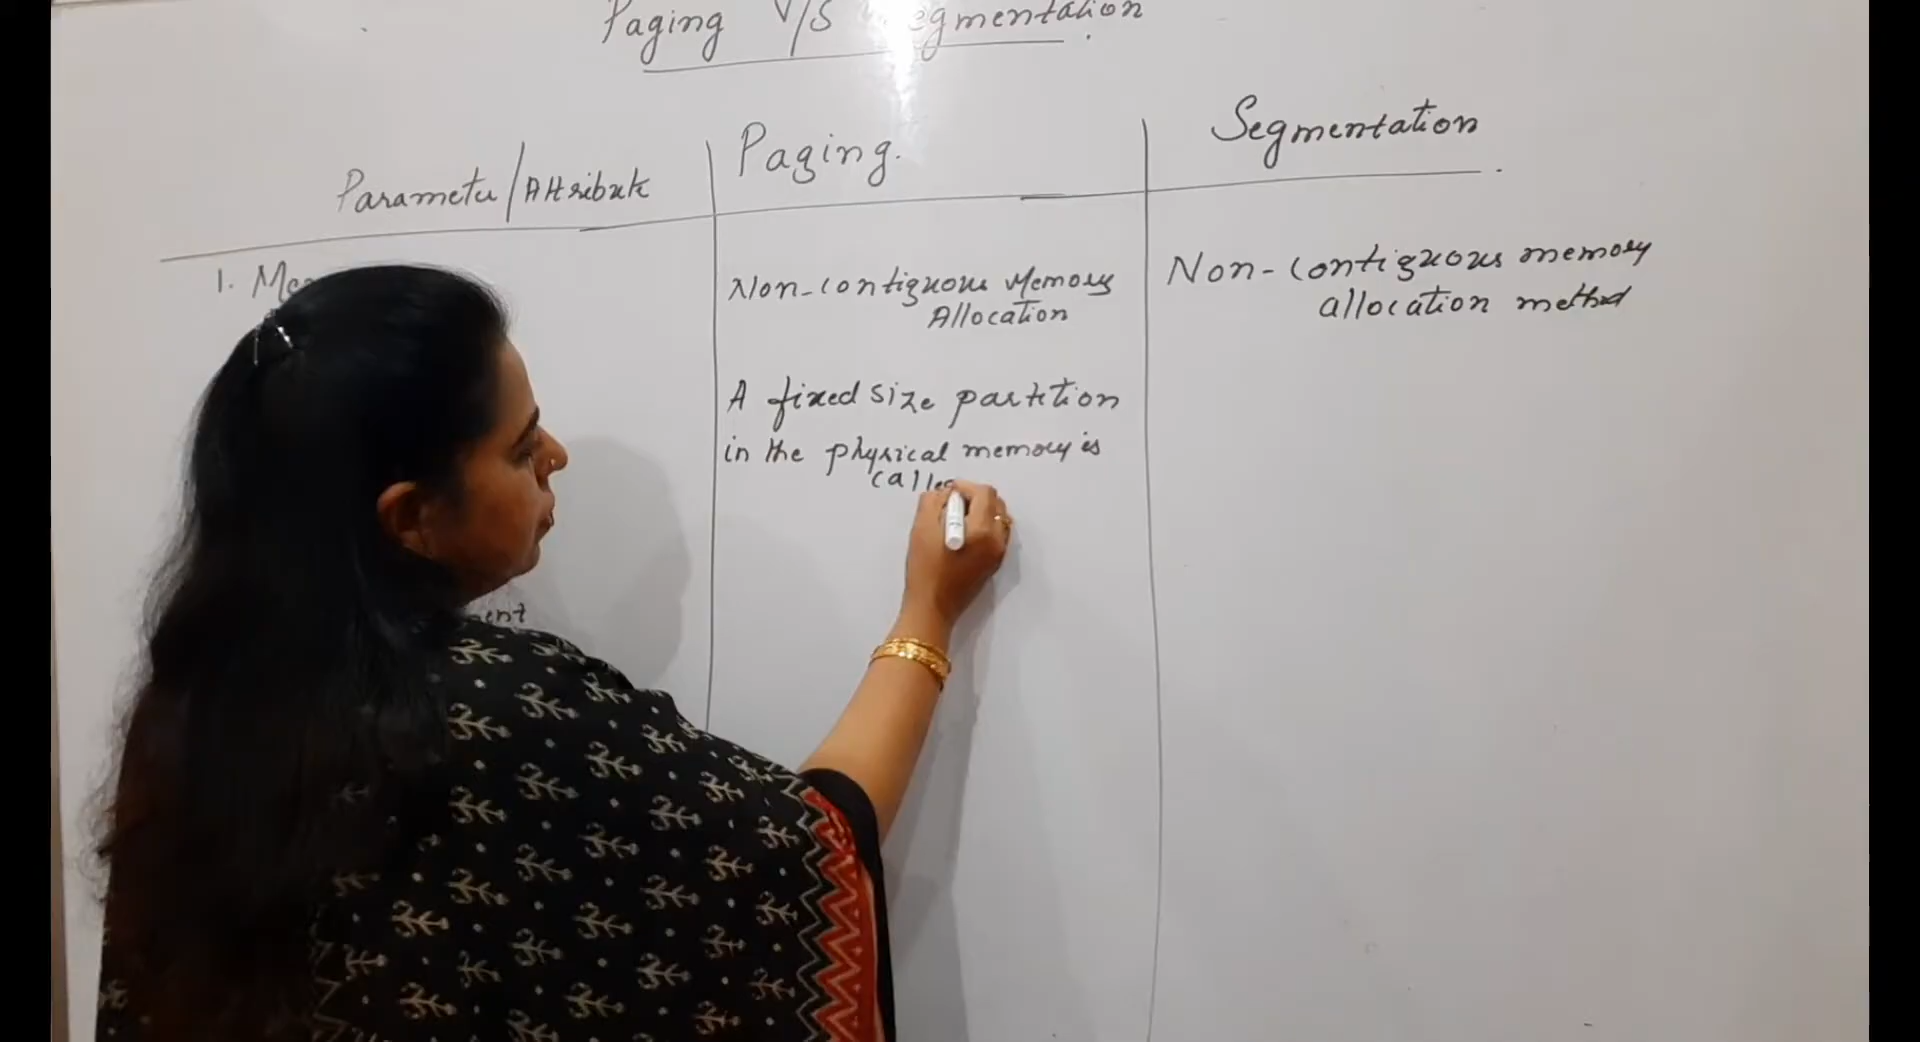 Paging V/S Segmentation
Parameter/Attribute
Paging.
Segmentation
1.
Non-contiguous Memory
Allocation
Non-contiguous memory
allocation method
A fixed size partition
in the physical memory is